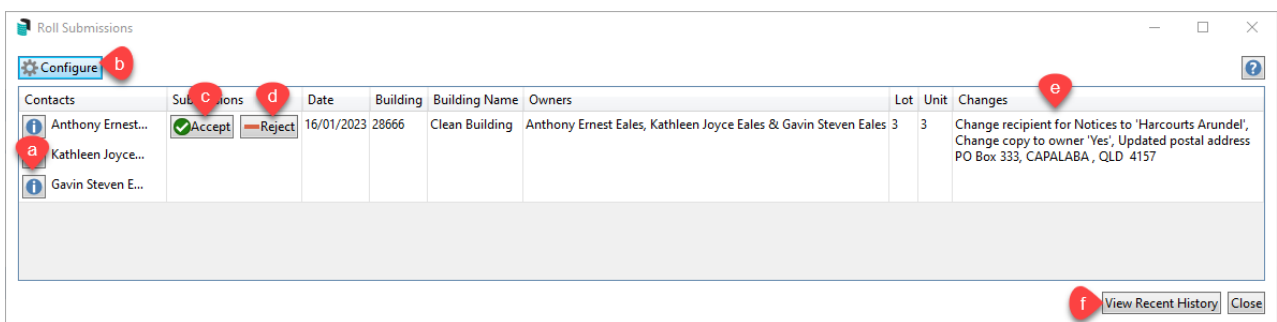 Roll Submissions
Configure b
c d e
Contacts Sub ions Date Building Building Name Owners Lot Unit Changes
Anthony Ernest... Accept Reject 16/01/2023 28666 Clean Building Anthony Ernest Eales, Kathleen Joyce Eales & Gavin Steven Eales 3 3 Change recipient for Notices to 'Harcourts Arundel',
Change copy to owner 'Yes', Updated postal address
a Kathleen Joyce... PO Box 333, CAPALABA , QLD 4157
Gavin Steven E...
f View Recent History Close